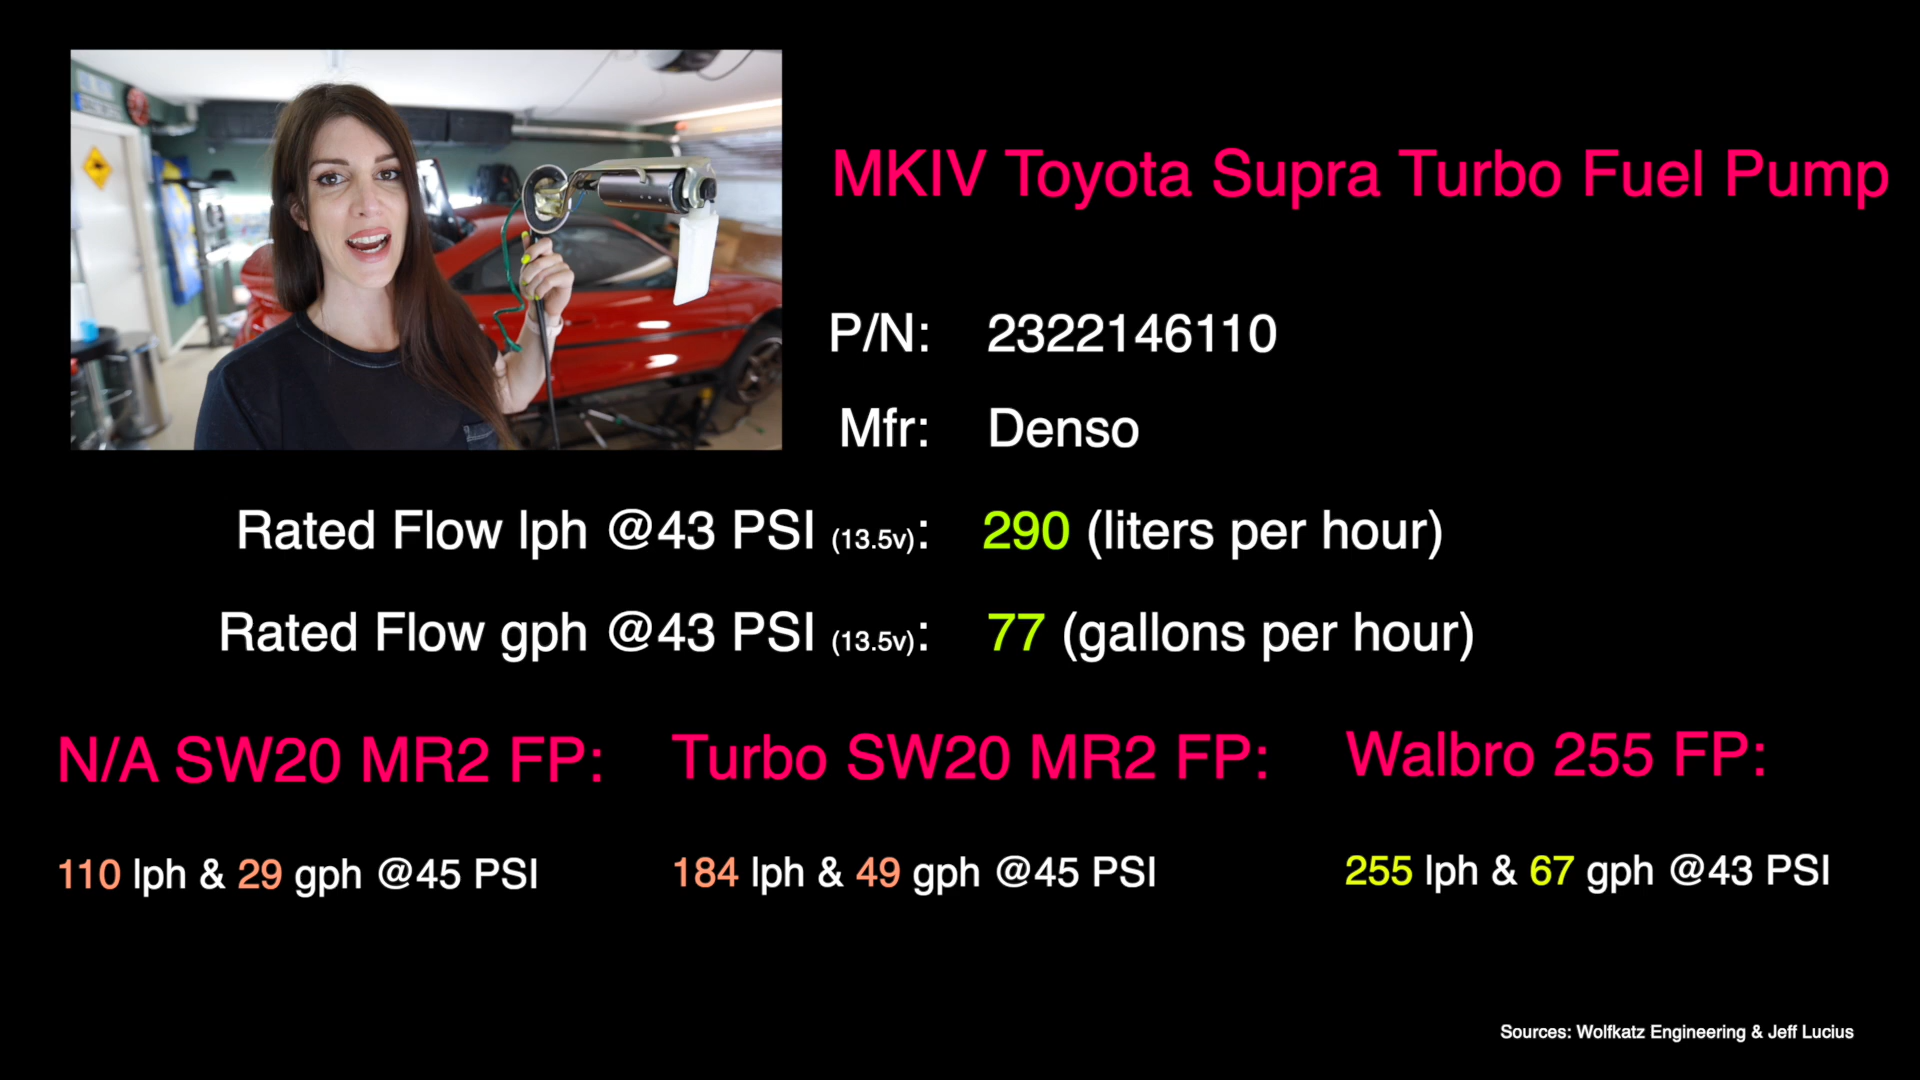 MKIV Toyota Supra Turbo Fuel Pump
P/N: 2322146110
Mfr: Denso
Rated Flow lph @43 PSI (13.5v): 290 (liters per hour)
Rated Flow gph @43 PSI (13.5v): 77 (gallons per hour)
N/A SW20 MR2 FP: Turbo SW20 MR2 FP: Walbro 255 FP:
110 lph & 29 gph @45 PSI 184 lph & 49 gph @45 PSI 255 lph & 67 gph @43 PSI
Sources: Wolfkatz Engineering & Jeff Lucius